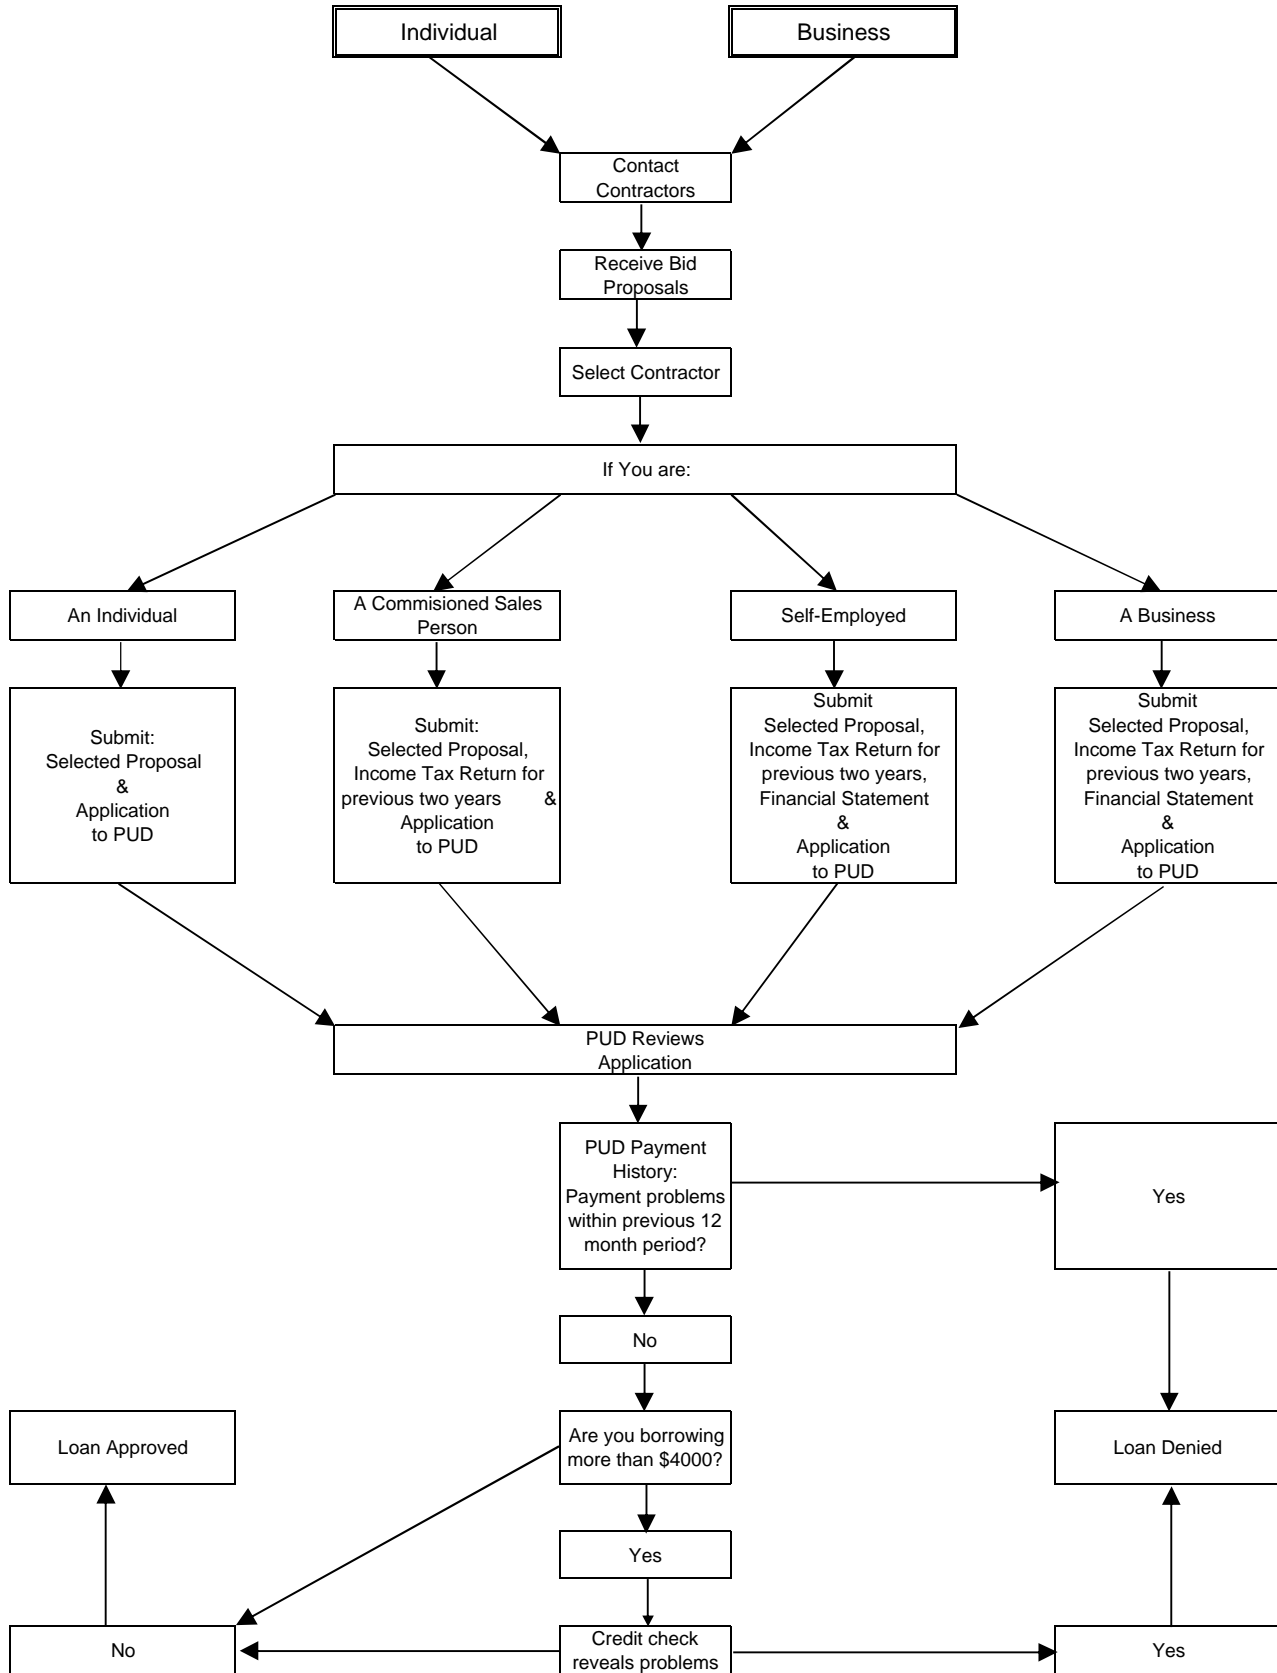 Individual
Business
Contact
Contractors
Receive Bid
Proposals
Select Contractor
If You are:
An Individual
A Commisioned Sales
Person
Self-Employed
A Business
Submit:
Selected Proposal
&
Application
to PUD
Submit:
Selected Proposal,
Income Tax Return for
previous two years &
Application
to PUD
Submit
Selected Proposal,
Income Tax Return for
previous two years,
Financial Statement
&
Application
to PUD
Submit
Selected Proposal,
Income Tax Return for
previous two years,
Financial Statement
&
Application
to PUD
PUD Reviews
Application
PUD Payment
History:
Payment problems
within previous 12
month period?
Yes
No
Loan Approved
Are you borrowing
more than $4000?
Loan Denied
Yes
No
Credit check
reveals problems
Yes